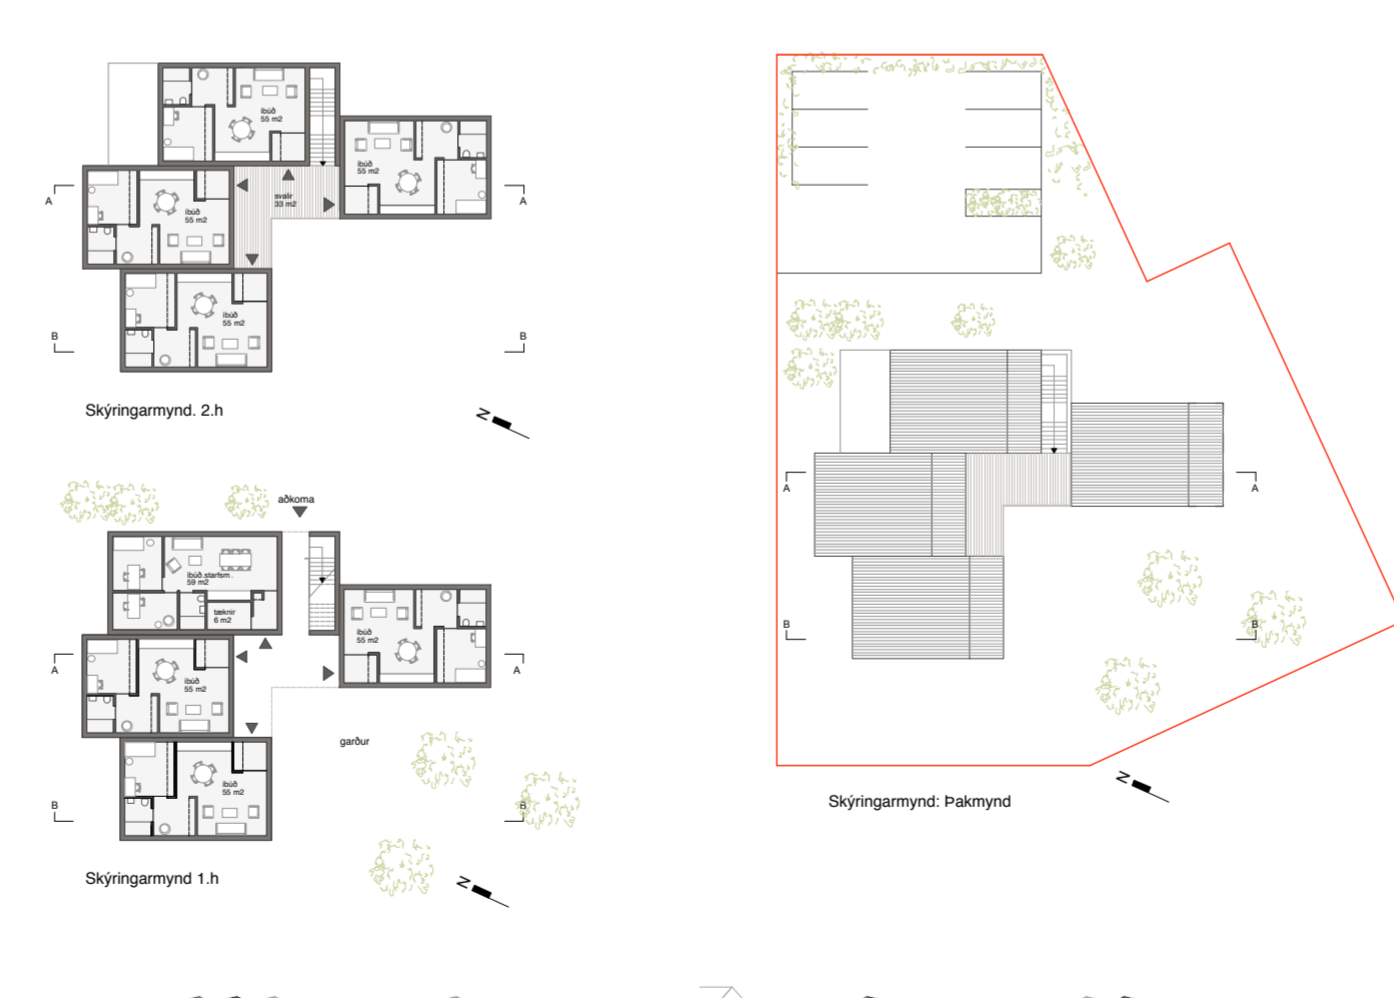 íbúð
55 m2
íbúð
55 m2
svalir
33 m2
íbúð
55 m2
íbúð
55 m2
A
A
B
B
Skýringarmynd. 2.h
N
aðkoma
íbúð.starfsm.
59 m2
tæknir
6 m2
íbúð
55 m2
íbúð
55 m2
A
A
garður
íbúð
55 m2
B
B
Skýringarmynd 1.h
N
A
A
B
B
Skýringarmynd: Þakmynd
N